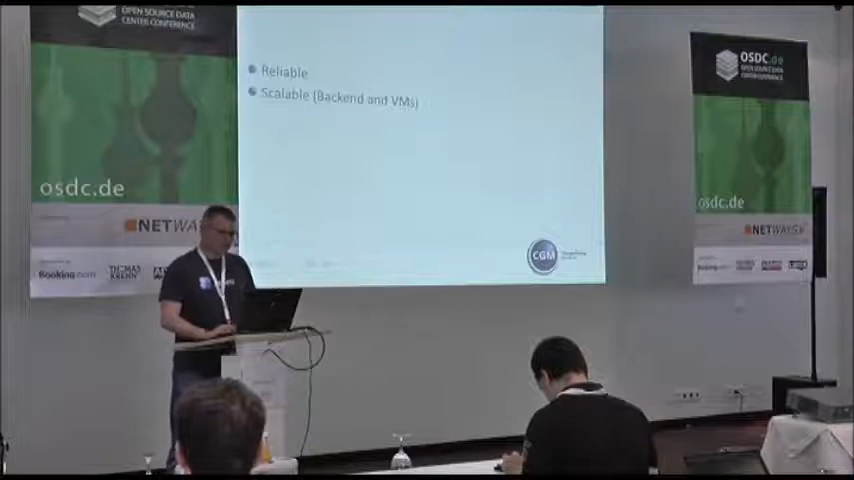 OPEN SOURCE DATA
CENTER CONFERENCE
Reliable
Scalable (Backend and VMs)
CGM
osdc.de
NETWAYS
Booking.com
THOMAS
KRENN
OSDC.de
OPEN SOURCE DATA
CENTER CONFERENCE
osdc.de
NETWAYS